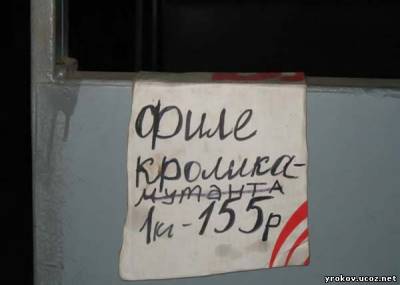 Филе
кролика-
мутанта
1кг-155р
yrokov.ucoz.net